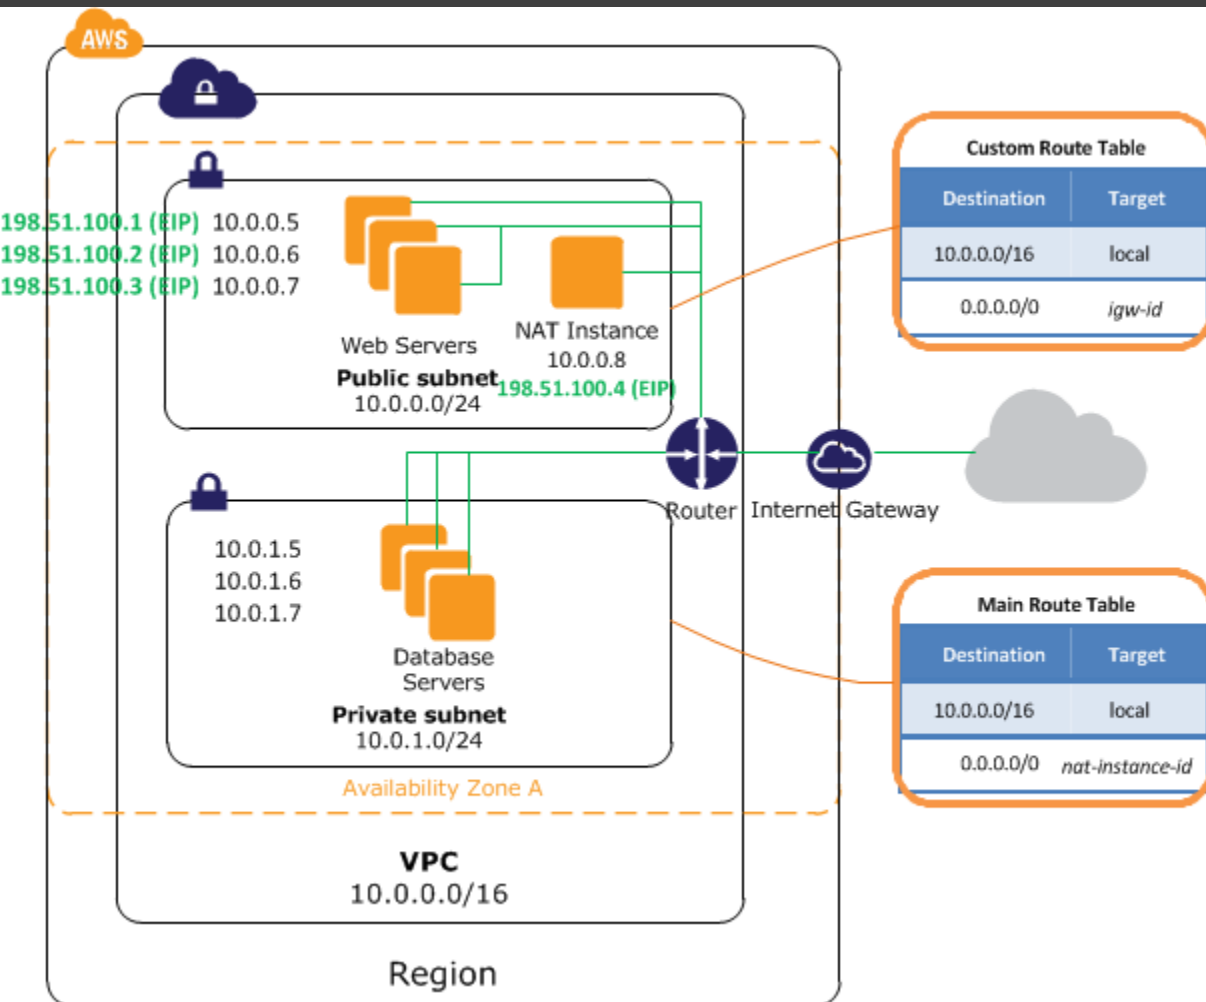 AWS
198.51.100.1 (EIP) 10.0.0.5
198.51.100.2 (EIP) 10.0.0.6
198.51.100.3 (EIP) 10.0.0.7
Web Servers
Public subnet
10.0.0.0/24
NAT Instance
10.0.0.8
198.51.100.4 (EIP)
Router
Internet Gateway
10.0.1.5
10.0.1.6
10.0.1.7
Database
Servers
Private subnet
10.0.1.0/24
Availability Zone A
VPC
10.0.0.0/16
Region
Custom Route Table
Destination Target
10.0.0.0/16 local
0.0.0.0/0 igw-id
Main Route Table
Destination Target
10.0.0.0/16 local
0.0.0.0/0 nat-instance-id